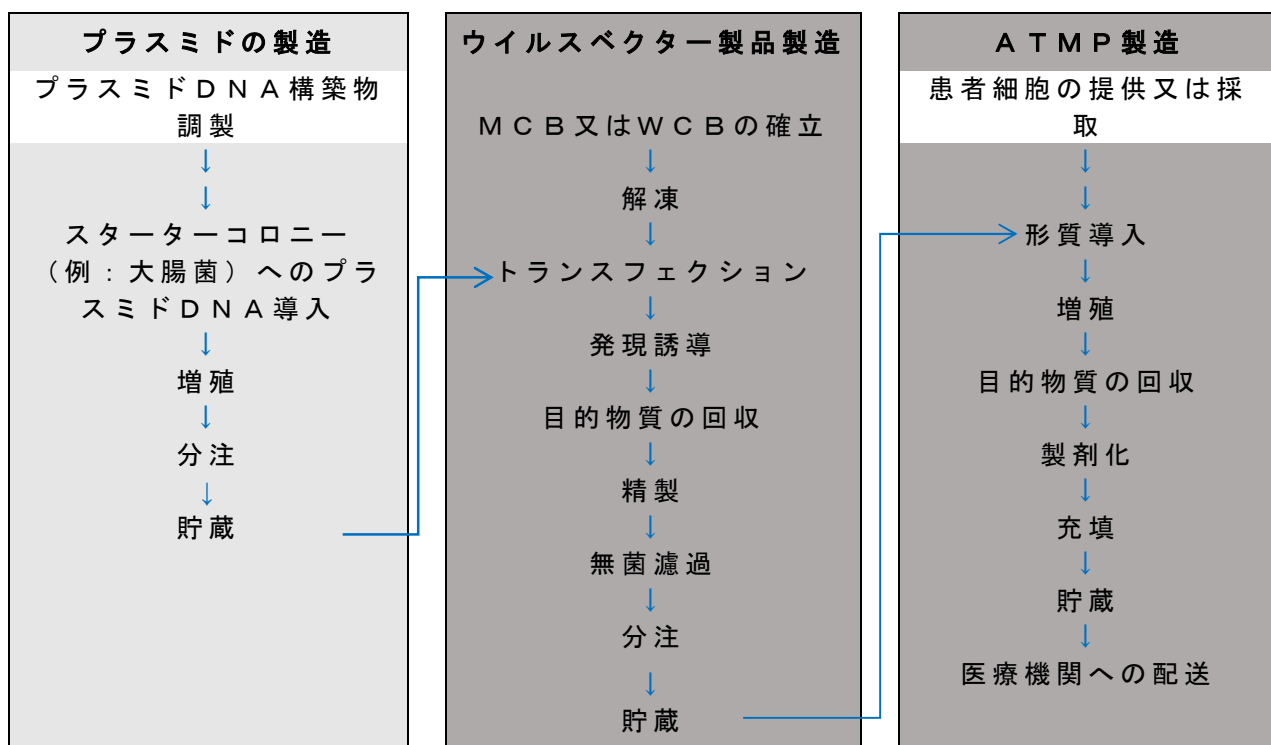 プラスミドの製造
プラスミドＤＮＡ構築物
調製
↓
↓
スターターコロニー
（例：大腸菌）へのプラ
スミドＤＮＡ導入
↓
増殖
↓
分注
↓
貯蔵
ウイルスベクター製品製造
ＭＣＢ又はＷＣＢの確立
↓
解凍
↓
トランスフェクション
↓
発現誘導
↓
目的物質の回収
↓
精製
↓
無菌濾過
↓
分注
↓
貯蔵
ＡＴＭＰ製造
患者細胞の提供又は採
取
↓
↓
形質導入
↓
増殖
↓
目的物質の回収
↓
製剤化
↓
充填
↓
貯蔵
↓
医療機関への配送